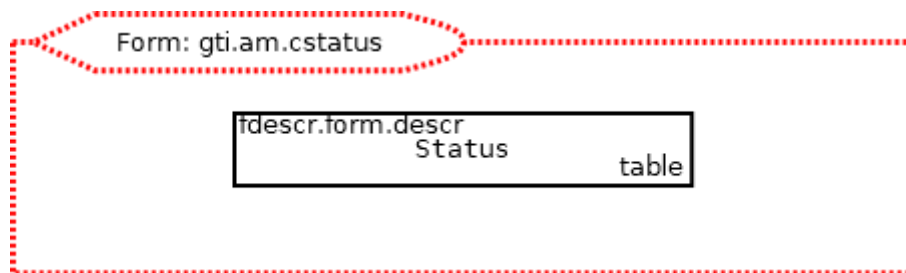 Form: gti.am.cstatus
fdescr.form.descr
Status
table